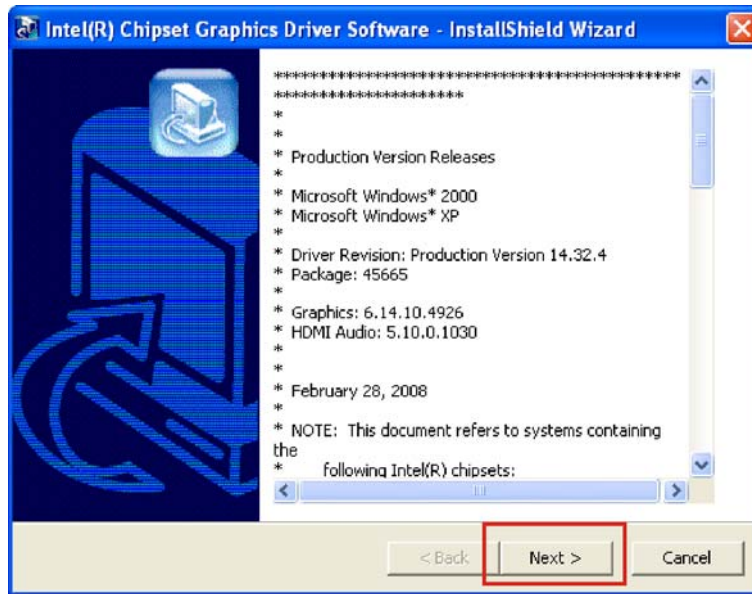 Intel(R) Chipset Graphics Driver Software - InstallShield Wizard
********************************************
*********************
*
*
* Production Version Releases
*
* Microsoft Windows* 2000
* Microsoft Windows* XP
*
* Driver Revision: Production Version 14.32.4
* Package: 45665
*
* Graphics: 6.14.10.4926
* HDMI Audio: 5.10.0.1030
*
*
* February 28, 2008
*
* NOTE: This document refers to systems containing
the
* following Intel(R) chipsets:
< Back Next > Cancel